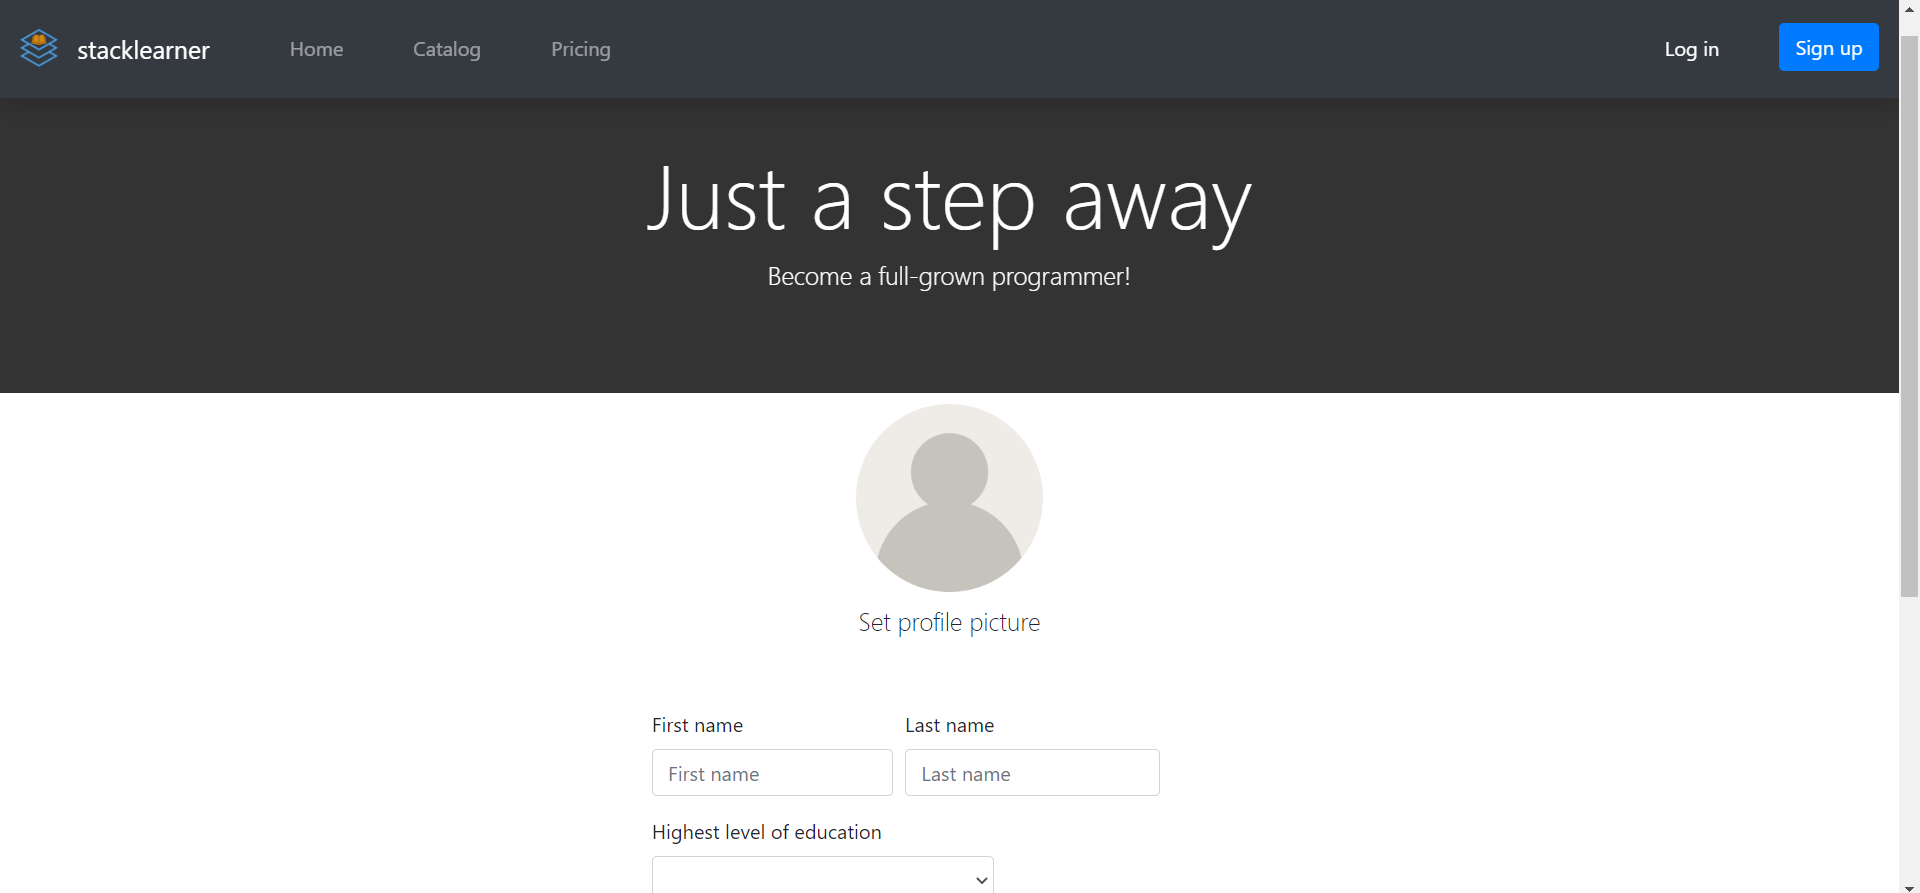 stacklearner Home Catalog Pricing Log in Sign up
Just a step away
Become a full-grown programmer!
Set profile picture
First name Last name
First name Last name
Highest level of education